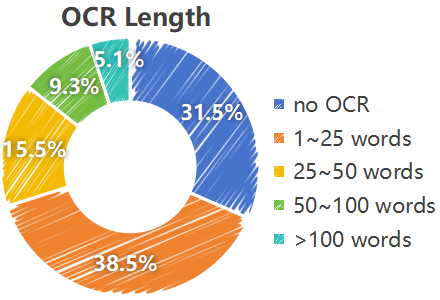 OCR Length
5.1%
9.3%
31.5%
15.5%
38.5%
no OCR
1~25 words
25~50 words
50~100 words
>100 words